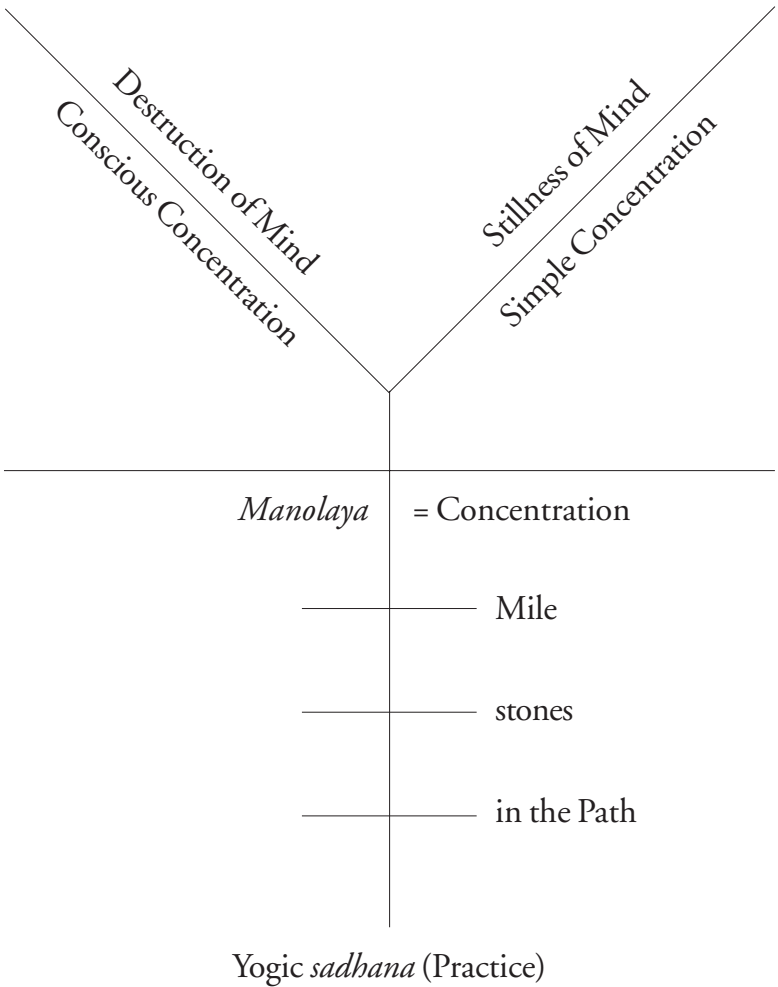 Destruction of Mind
Conscious Concentration
Stillness of Mind
Simple Concentration
Manolaya = Concentration
Mile
stones
in the Path
Yogic sadhana (Practice)